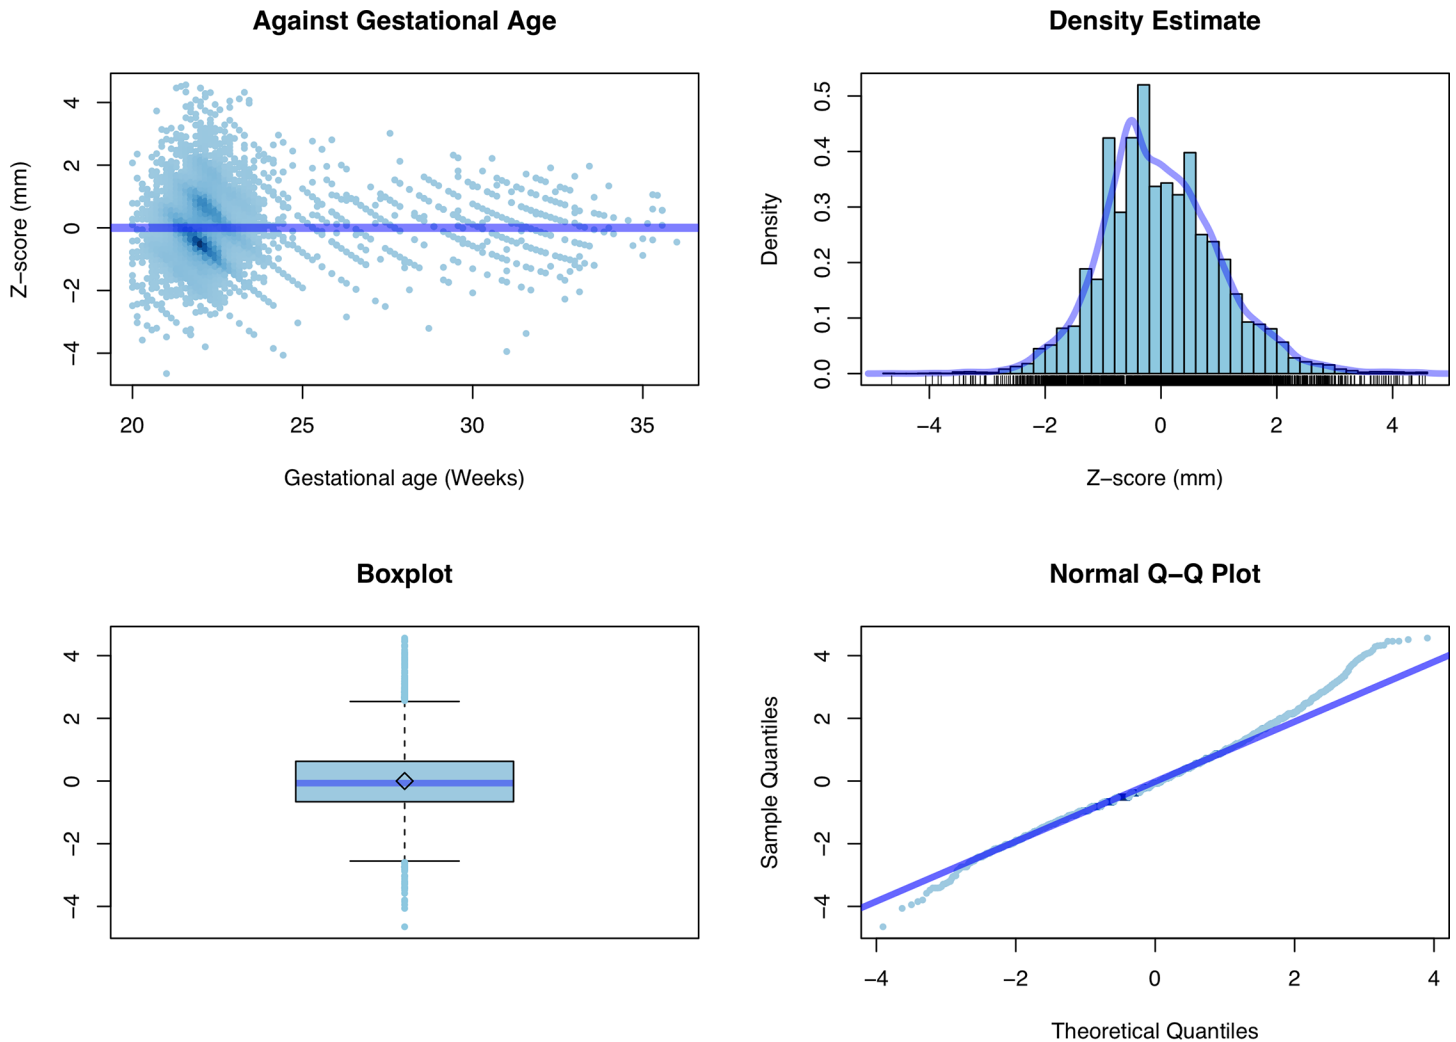 Against Gestational Age
Z−score (mm)
4
2
0
−2
−4
20 25 30 35
Gestational age (Weeks)
Density Estimate
Density
0.5
0.4
0.3
0.2
0.1
0.0
−4 −2 0 2 4
Z−score (mm)
Boxplot
4
2
0
−2
−4
Normal Q−Q Plot
Sample Quantiles
4
2
0
−2
−4
−4 −2 0 2 4
Theoretical Quantiles